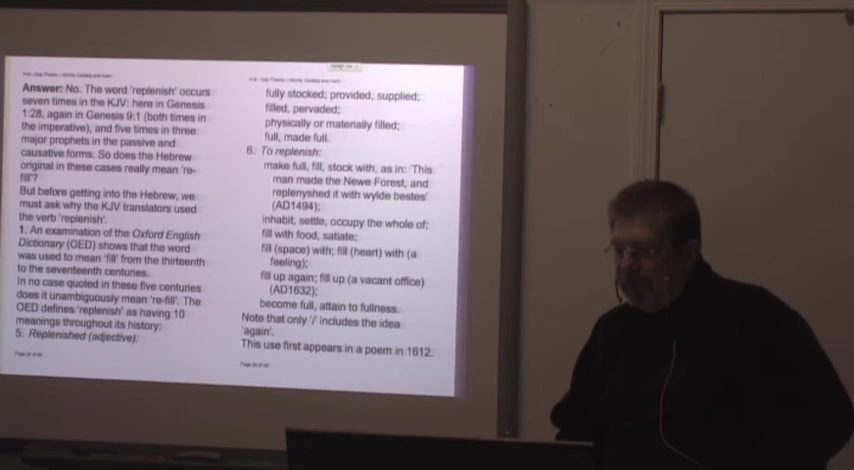 Answer: No. The word 'replenish' occurs
seven times in the KJV: here in Genesis
1:28, again in Genesis 9:1 (both times in
the imperative), and five times in three
major prophets in the passive and
causative forms. So does the Hebrew
original in these cases really mean 're-
fill'?
But before getting into the Hebrew, we
must ask why the KJV translators used
the verb 'replenish'.
1. An examination of the Oxford English
Dictionary (OED) shows that the word
was used to mean 'fill' from the thirteenth
to the seventeenth centuries.
In no case quoted in these five centuries
does it unambiguously mean 're-fill'. The
OED defines 'replenish' as having 10
meanings throughout its history:
5. Replenished (adjective):
fully stocked; provided, supplied;
filled, pervaded;
physically or materially filled;
full, made full.
6. To replenish:
make full, fill, stock with, as in: 'This
man made the Newe Forest, and
replenyshed it with wylde bestes'
(AD1494);
inhabit, settle, occupy the whole of;
fill with food, satiate;
fill (space) with; fill (heart) with (a
feeling);
fill up again; fill up (a vacant office)
(AD1632);
become full, attain to fullness.
Note that only '/' includes the idea
'again'.
This use first appears in a poem in 1612.